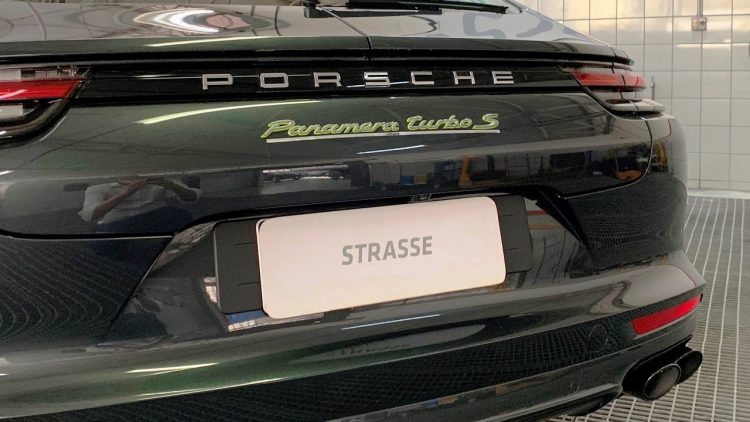 PORSCHE
Panamera turbo S
STRASSE